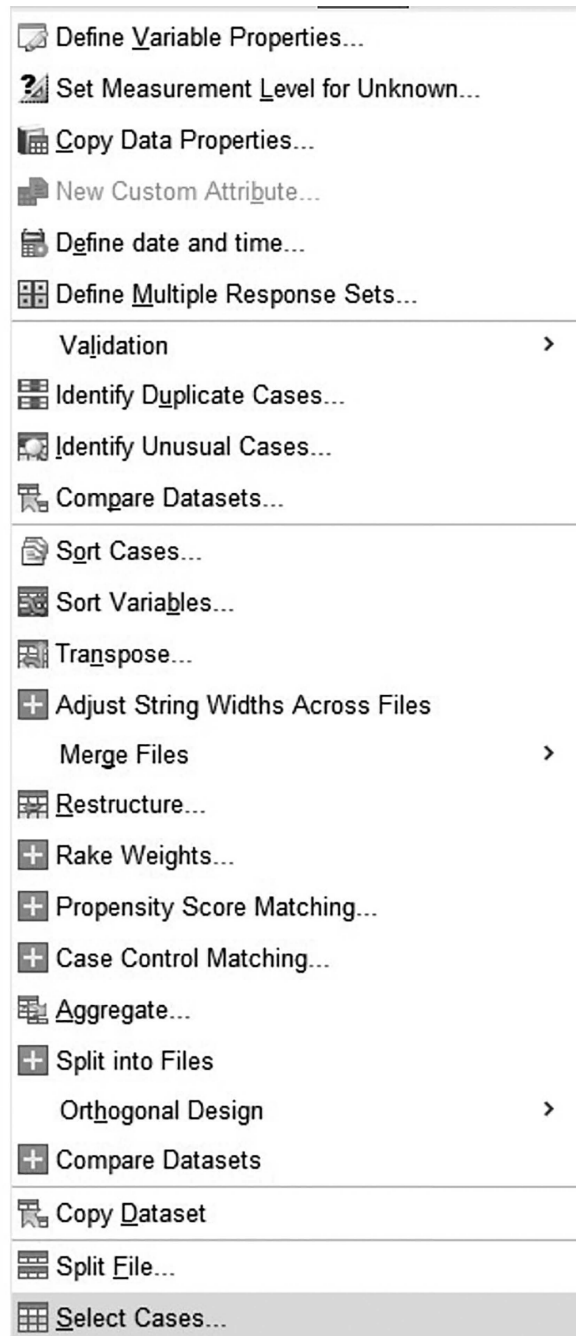 Define Variable Properties...
Set Measurement Level for Unknown...
Copy Data Properties...
New Custom Attribute...
Define date and time...
Define Multiple Response Sets...
Validation
Identify Duplicate Cases...
Identify Unusual Cases...
Compare Datasets...
Sort Cases...
Sort Variables...
Transpose...
Adjust String Widths Across Files
Merge Files
Restructure...
Rake Weights...
Propensity Score Matching...
Case Control Matching...
Aggregate...
Split into Files
Orthogonal Design
Compare Datasets
Copy Dataset
Split File...
Select Cases...